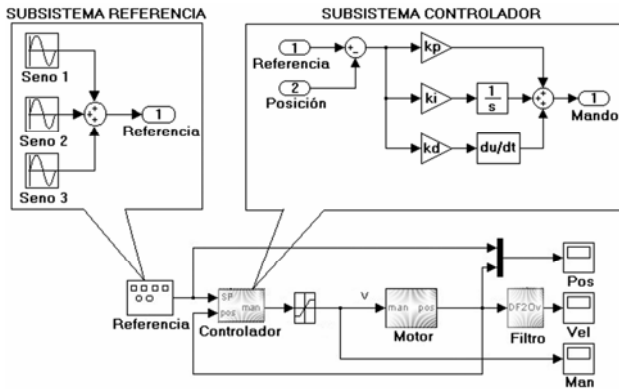 SUBSISTEMA REFERENCIA
SUBSISTEMA CONTROLADOR
Seno 1
Seno 2
Seno 3
+
+
+
1
Referencia
1
Referencia
2
Posición
+
-
kp
ki
kd
1
s
du/dt
+
+
+
1
Mando
Referencia
SP
pos
man
Controlador
V
man
pos
Motor
DF2Ov
Filtro
Pos
Vel
Man